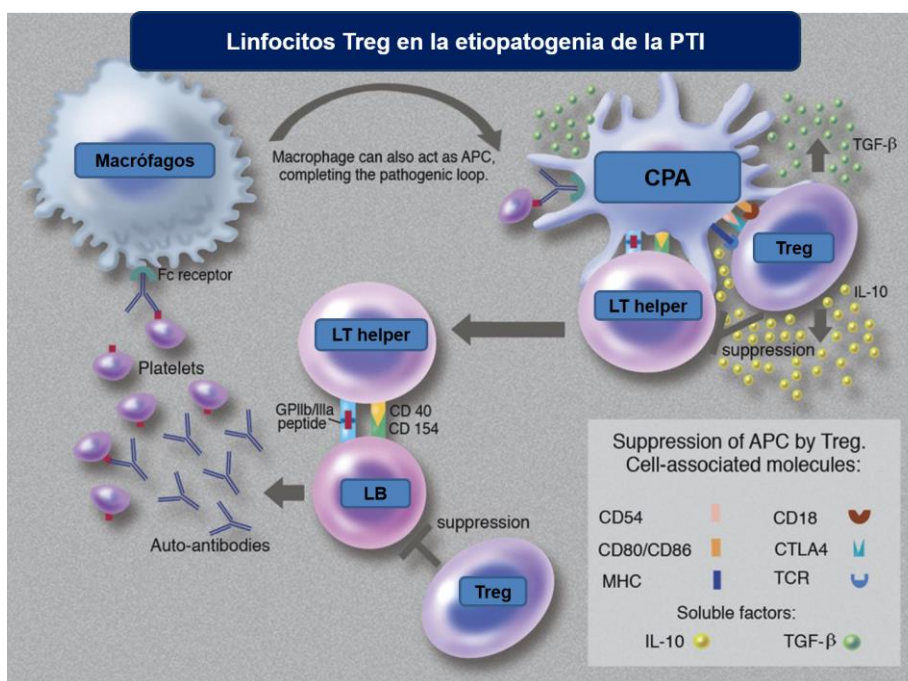 Linfocitos Treg en la etiopatogenia de la PTI
Macrófagos
Macrophage can also act as APC,
completing the pathogenic loop.
CPA
TGF-β
Treg
Fc receptor
LT helper
IL-10
LT helper
suppression
Platelets
GPIIb/IIIa
peptide
CD 40
CD 154
LB
suppression
Auto-antibodies
Treg
Suppression of APC by Treg.
Cell-associated molecules:
CD54
CD18
CD80/CD86
CTLA4
MHC
TCR
Soluble factors:
IL-10
TGF-β